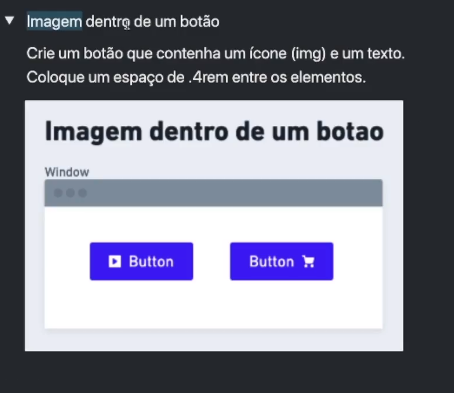 Imagem dentro de um botão
Crie um botão que contenha um ícone (img) e um texto.
Coloque um espaço de .4rem entre os elementos.
Imagem dentro de um botao
Window
Button
Button